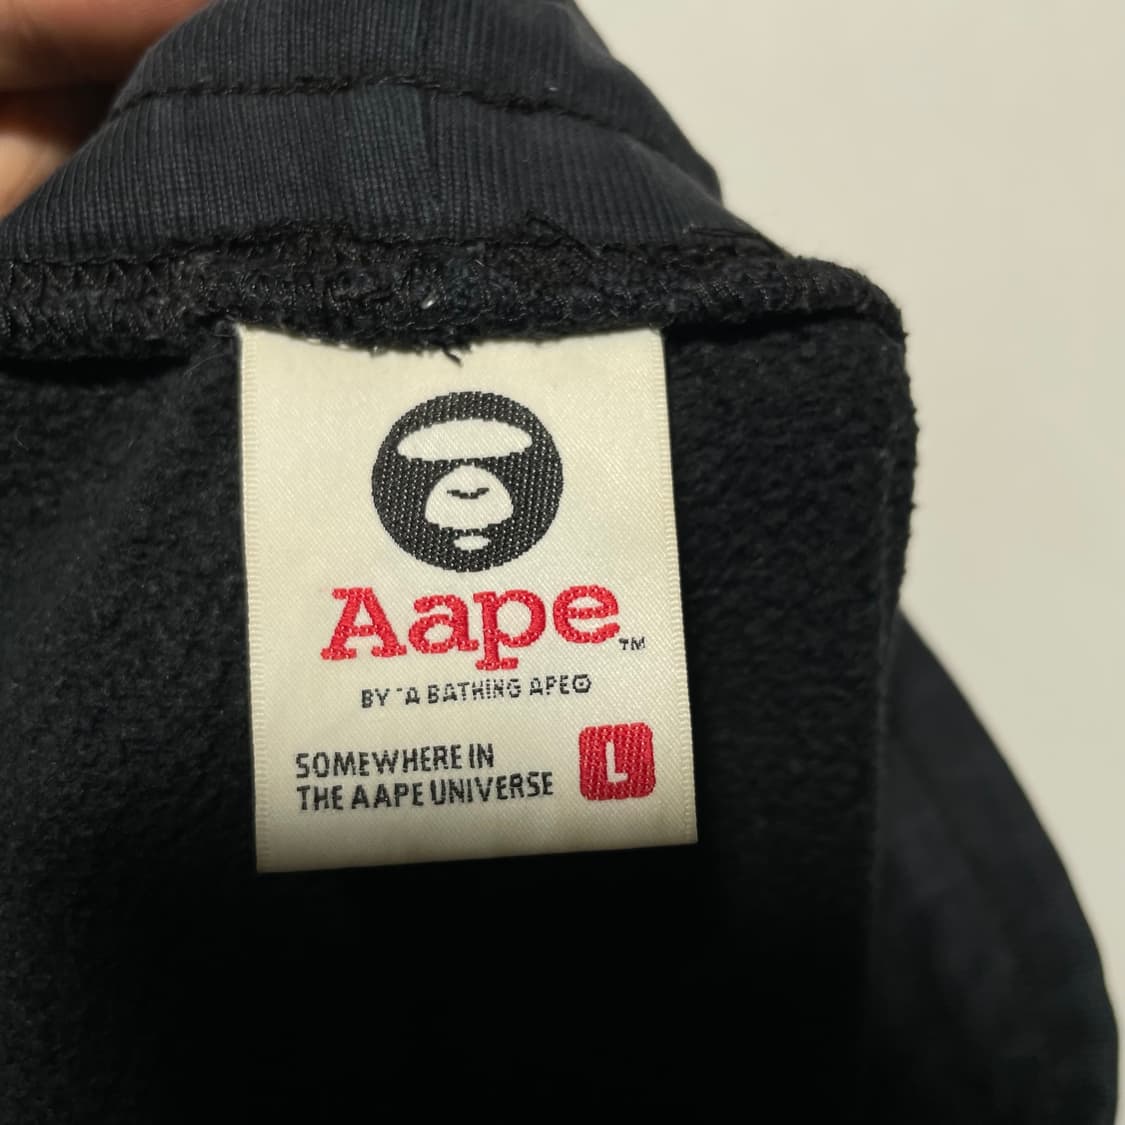 Aape™
BY *A BATHING APE®
SOMEWHERE IN
THE AAPE UNIVERSE
L